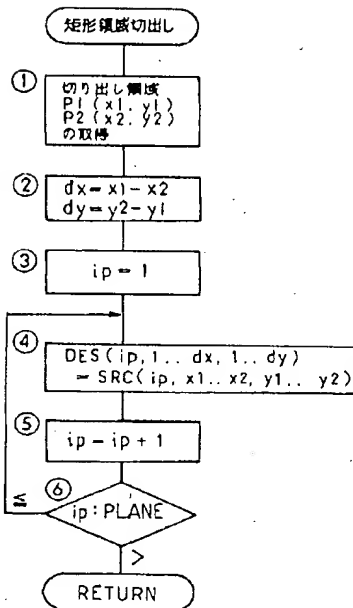 矩形領域切出し
①
切り出し領域
P1 (x1, y1)
P2 (x2, y2)
の取得
②
dx=x1-x2
dy=y2-y1
③
ip=1
④
DES(ip,1..dx,1..dy)
=SRC(ip,x1..x2,y1..y2)
⑤
ip=ip+1
⑥
≦
ip:PLANE
>
RETURN